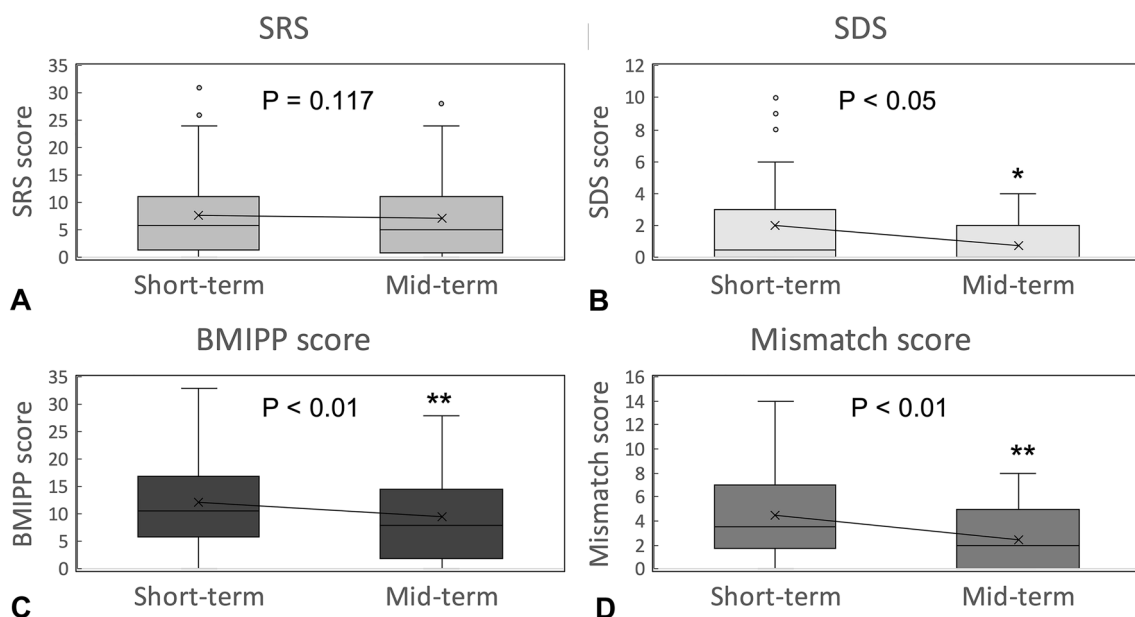 SRS
SRS score
35
30
25
20
15
10
5
0
P = 0.117
Short-term
Mid-term
A
SDS
SDS score
12
10
8
6
4
2
0
P < 0.05
*
Short-term
Mid-term
B
BMIPP score
BMIPP score
35
30
25
20
15
10
5
0
P < 0.01
**
Short-term
Mid-term
C
Mismatch score
Mismatch score
16
14
12
10
8
6
4
2
0
P < 0.01
**
Short-term
Mid-term
D